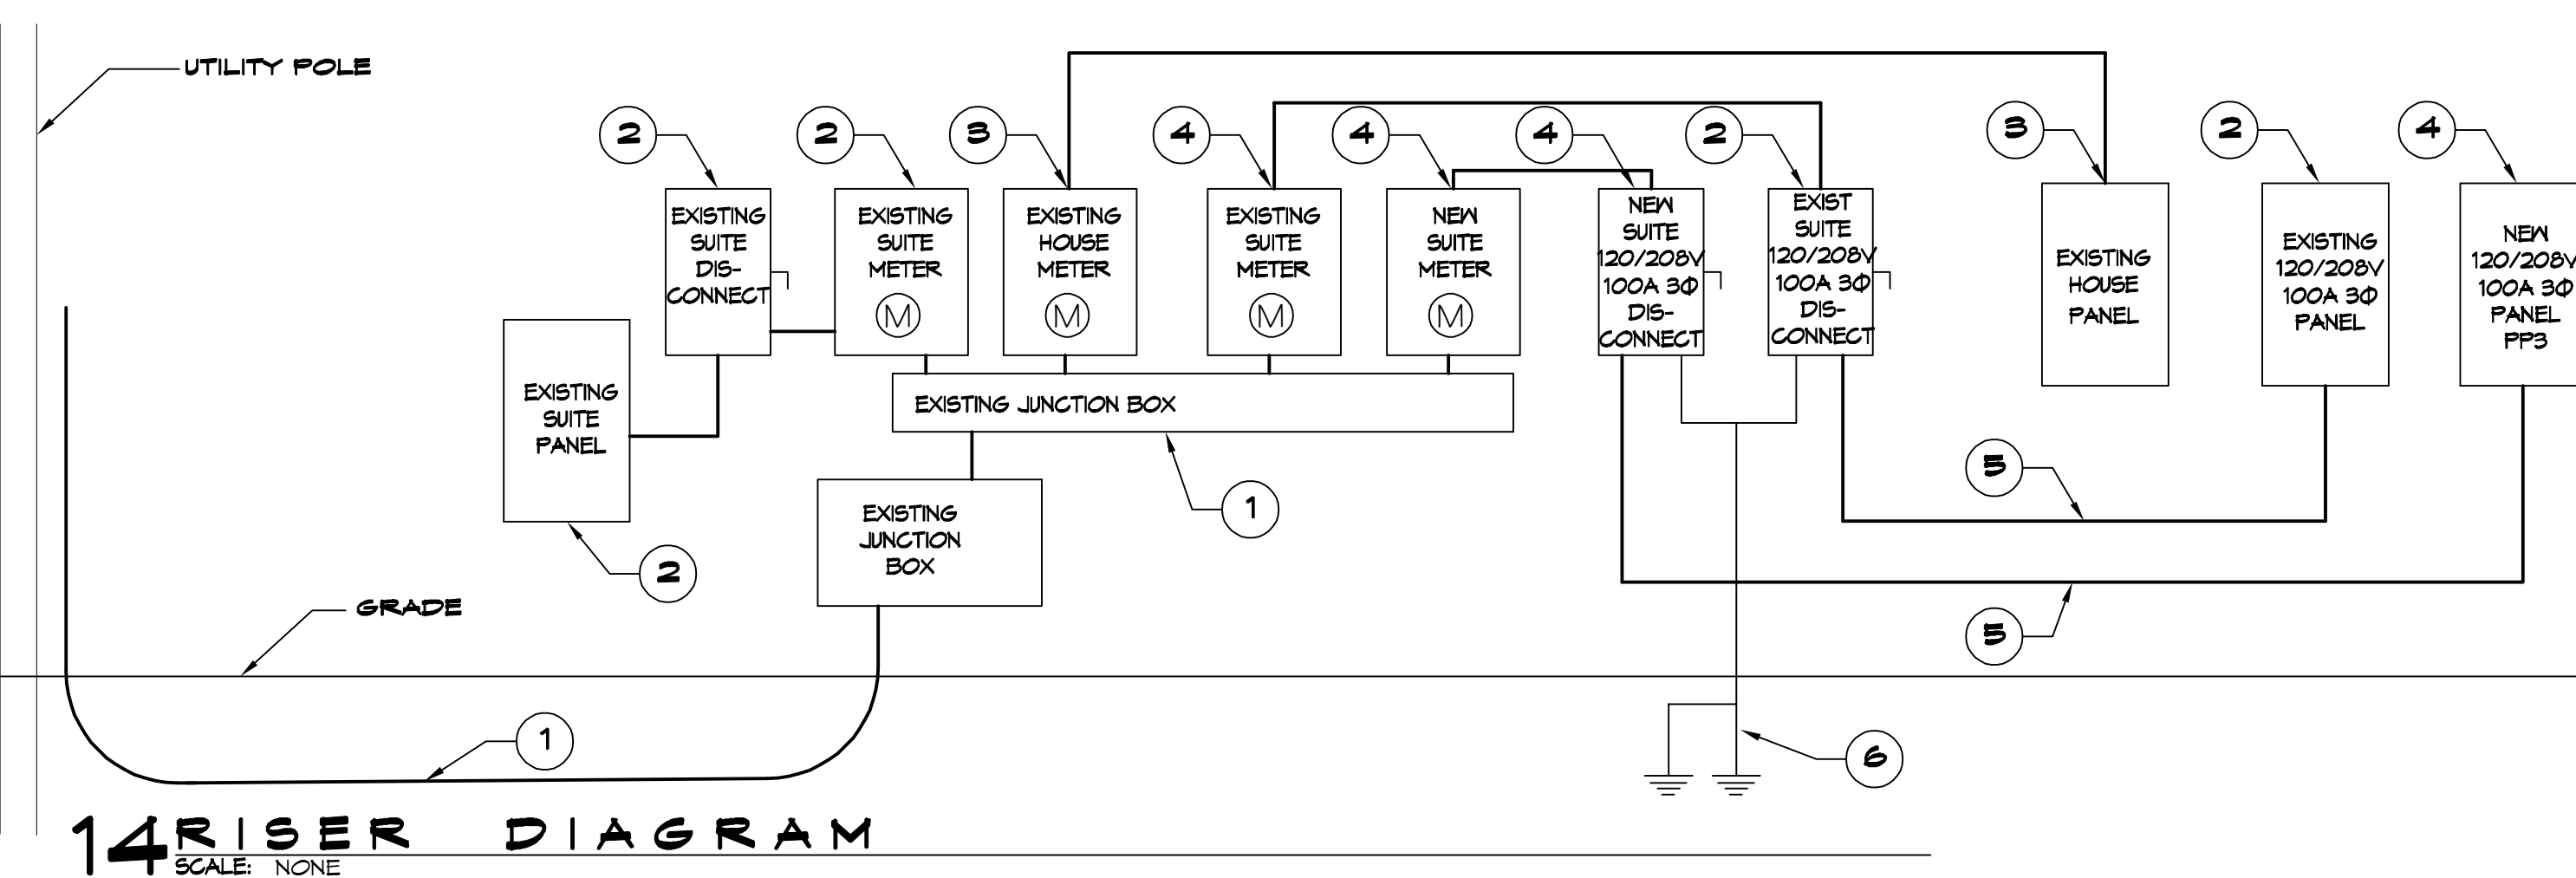 UTILITY POLE
2
2
3
4
4
4
2
3
2
4
EXISTING
SUITE
DIS-
CONNECT
EXISTING
SUITE
METER
M
EXISTING
HOUSE
METER
M
EXISTING
SUITE
METER
M
NEW
SUITE
METER
M
NEW
SUITE
120/208V
100A 3Φ
DIS-
CONNECT
EXIST
SUITE
120/208V
100A 3Φ
DIS-
CONNECT
EXISTING
HOUSE
PANEL
EXISTING
120/208V
100A 3Φ
PANEL
NEW
120/208V
100A 3Φ
PANEL
PP3
EXISTING
SUITE
PANEL
2
EXISTING JUNCTION BOX
1
EXISTING
JUNCTION
BOX
5
5
GRADE
1
6
14 RISER DIAGRAM
SCALE: NONE